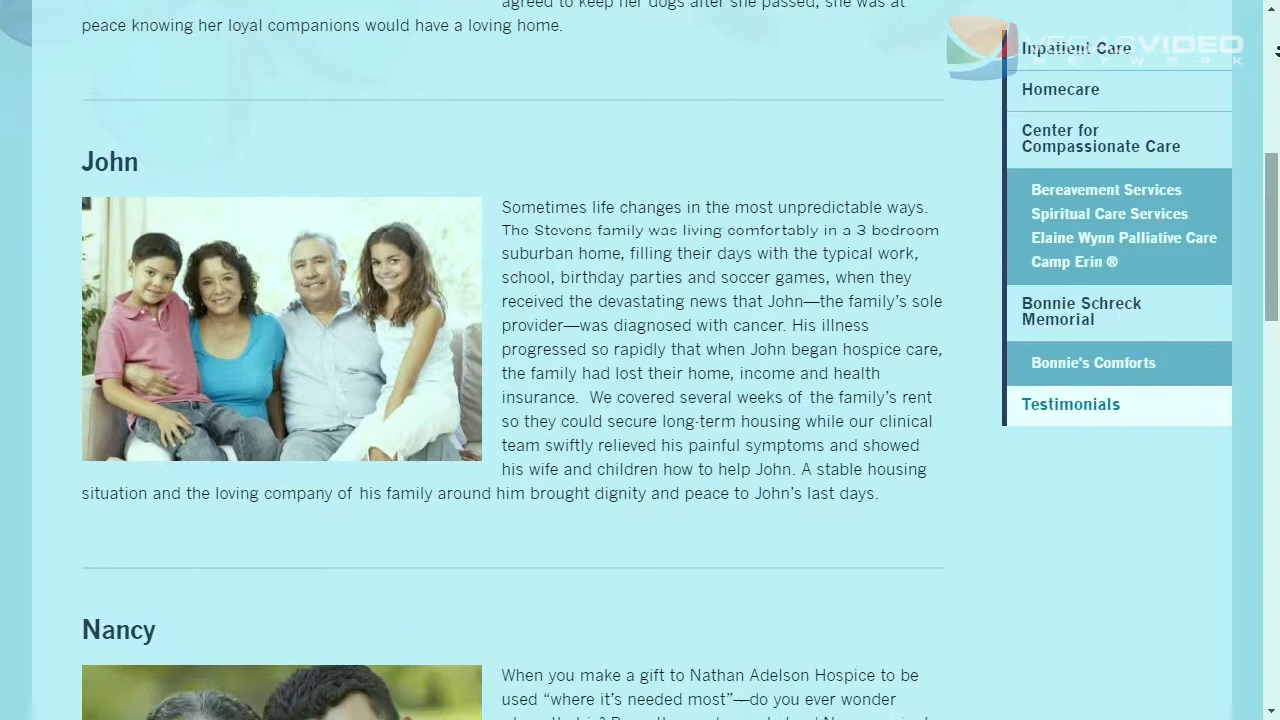 agreed to keep her dogs after she passed, she was at
peace knowing her loyal companions would have a loving home.
John
Sometimes life changes in the most unpredictable ways.
The Stevens family was living comfortably in a 3 bedroom
suburban home, filling their days with the typical work,
school, birthday parties and soccer games, when they
received the devastating news that John—the family's sole
provider—was diagnosed with cancer. His illness
progressed so rapidly that when John began hospice care,
the family had lost their home, income and health
insurance.  We covered several weeks of the family's rent
so they could secure long-term housing while our clinical
team swiftly relieved his painful symptoms and showed
his wife and children how to help John. A stable housing
situation and the loving company of his family around him brought dignity and peace to John's last days.
Nancy
When you make a gift to Nathan Adelson Hospice to be
used “where it's needed most”—do you ever wonder
Inpatient Care
VEGAS VIDEO
NETWORK
Homecare
Center for
Compassionate Care
Bereavement Services
Spiritual Care Services
Elaine Wynn Palliative Care
Camp Erin ®
Bonnie Schreck
Memorial
Bonnie's Comforts
Testimonials